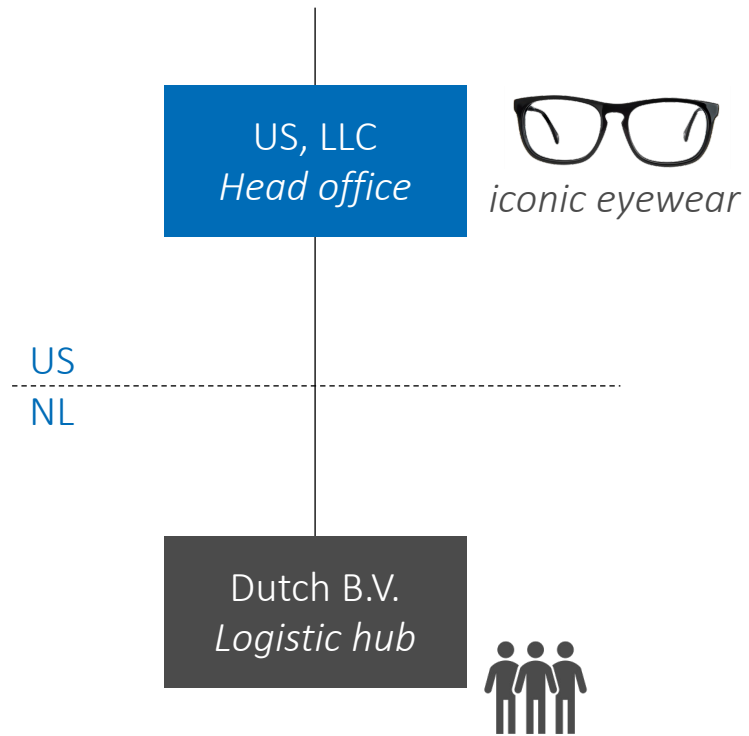 US, LLC
Head office
iconic eyewear
US
NL
Dutch B.V.
Logistic hub